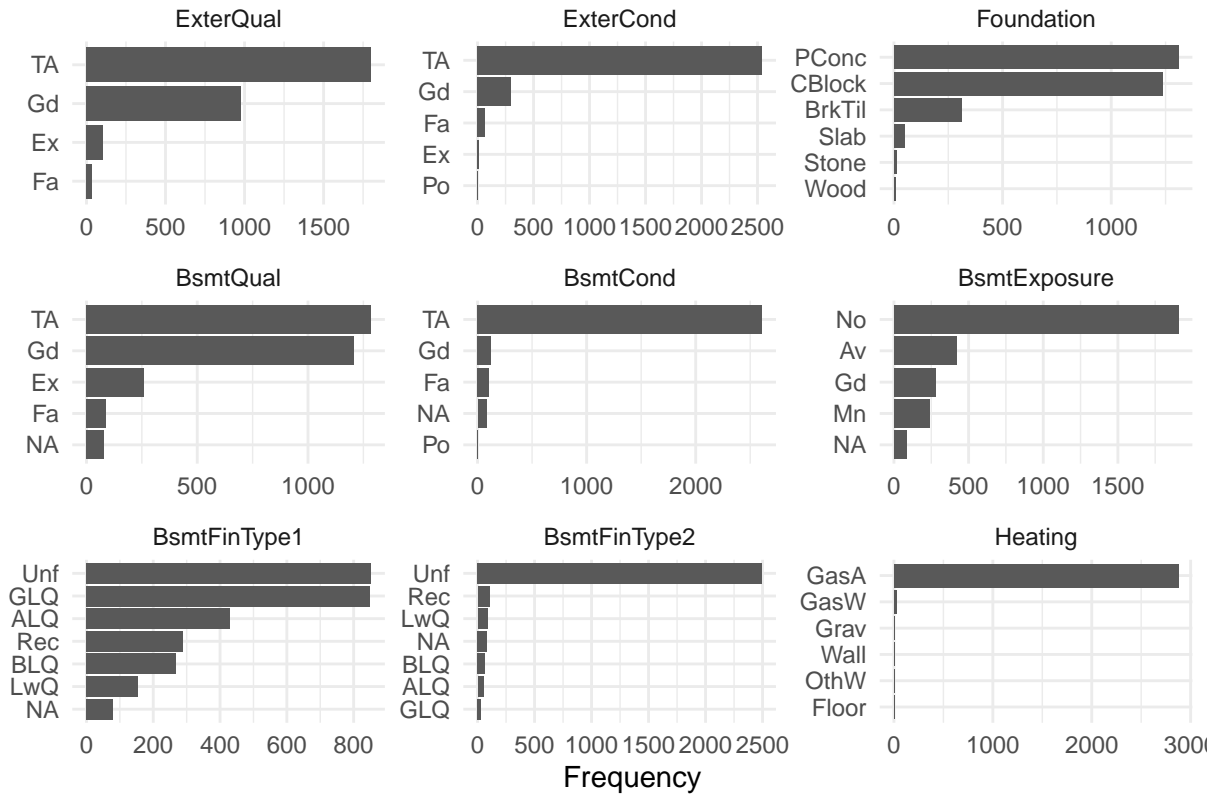 ExterQual
TA
Gd
Ex
Fa
0 500 1000 1500
ExterCond
TA
Gd
Fa
Ex
Po
0 500 1000 1500 2000 2500
Foundation
PConc
CBlock
BrkTil
Slab
Stone
Wood
0 500 1000
BsmtQual
TA
Gd
Ex
Fa
NA
0 500 1000
BsmtCond
TA
Gd
Fa
NA
Po
0 1000 2000
BsmtExposure
No
Av
Gd
Mn
NA
0 500 1000 1500
BsmtFinType1
Unf
GLQ
ALQ
Rec
BLQ
LwQ
NA
0 200 400 600 800
BsmtFinType2
Unf
Rec
LwQ
NA
BLQ
ALQ
GLQ
0 500 1000 1500 2000 2500
Heating
GasA
GasW
Grav
Wall
OthW
Floor
0 1000 2000 3000
Frequency